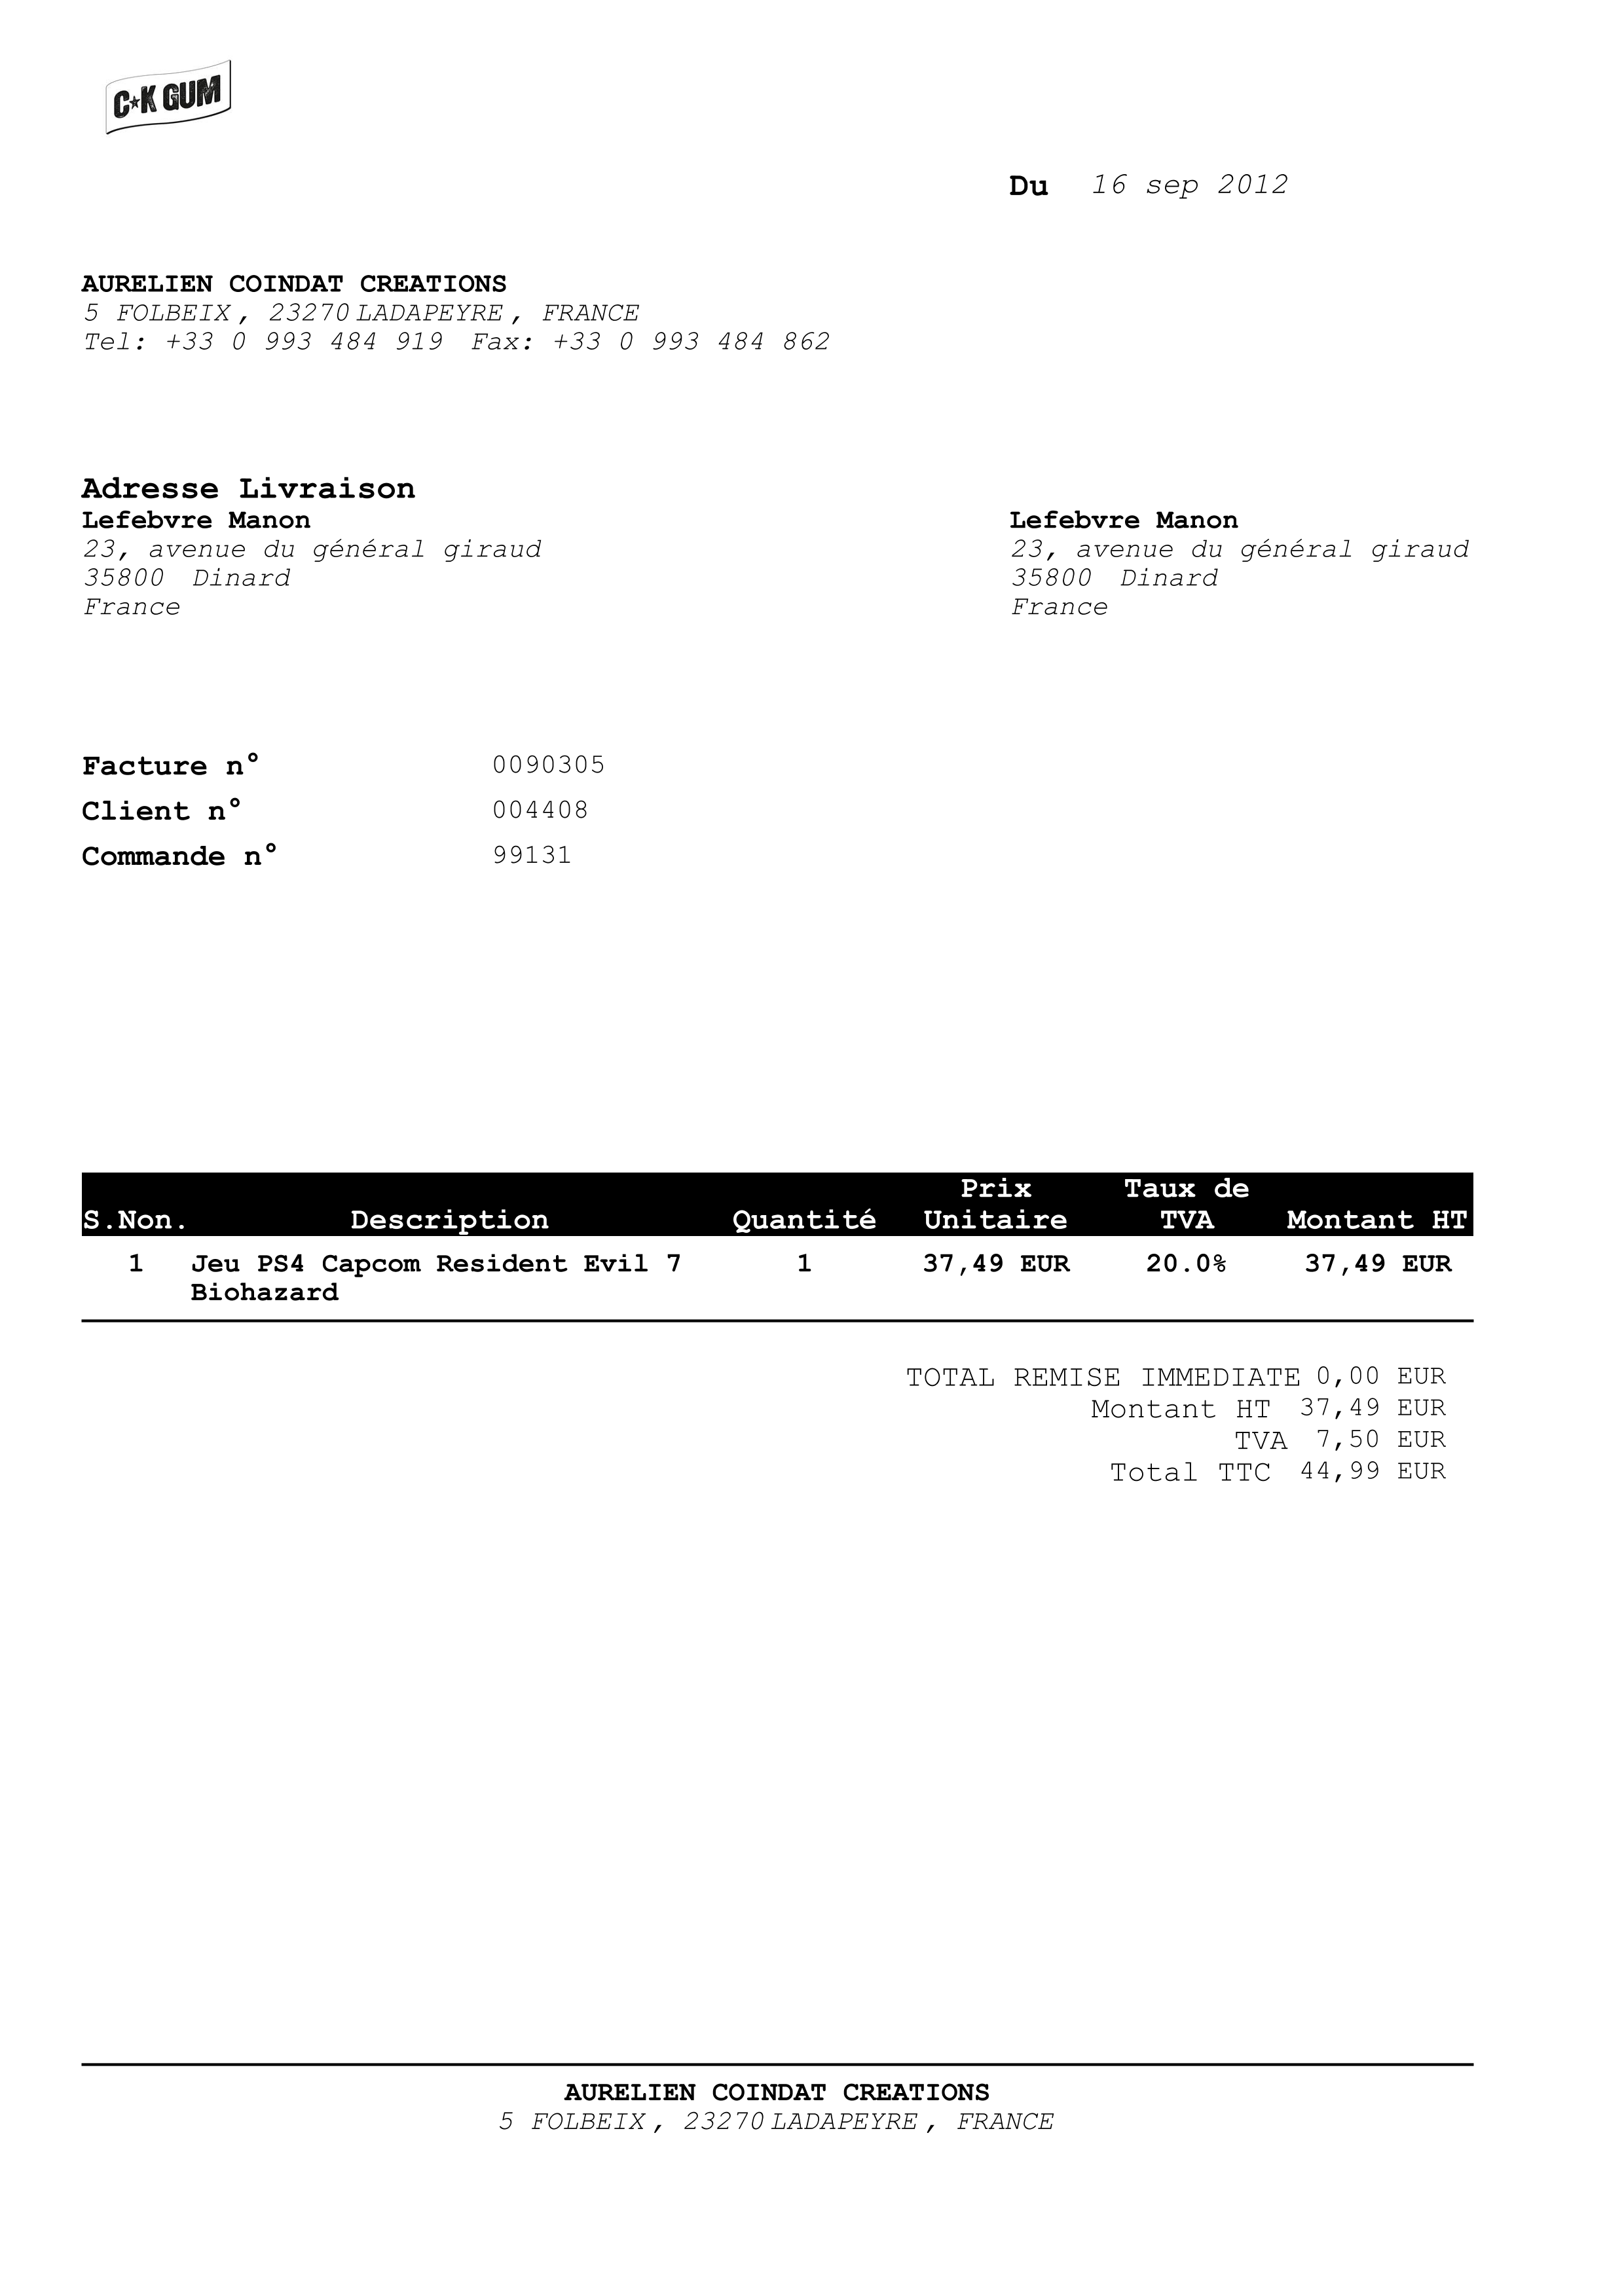 C★K GUM
Du 16 sep 2012
AURELIEN COINDAT CREATIONS
5 FOLBEIX, 23270 LADAPEYRE, FRANCE
Tel: +33 0 993 484 919 Fax: +33 0 993 484 862
Adresse Livraison
Lefebvre Manon
23, avenue du général giraud
35800 Dinard
France
Lefebvre Manon
23, avenue du général giraud
35800 Dinard
France
Facture n° 0090305
Client n° 004408
Commande n° 99131
S.Non. Description Quantité Prix Unitaire Taux de TVA Montant HT
1 Jeu PS4 Capcom Resident Evil 7 1 37,49 EUR 20.0% 37,49 EUR
Biohazard
TOTAL REMISE IMMEDIATE 0,00 EUR
Montant HT 37,49 EUR
TVA 7,50 EUR
Total TTC 44,99 EUR
AURELIEN COINDAT CREATIONS
5 FOLBEIX, 23270 LADAPEYRE, FRANCE